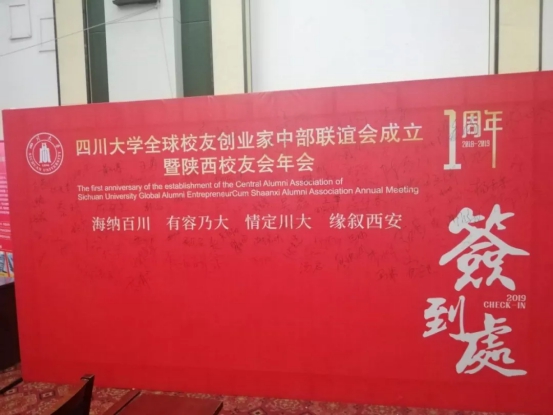 四川大学全球校友创业家中部联谊会成立
1周年
2018-2019
暨陕西校友会年会
The first anniversary of the establishment of the Central Alumni Association of
Sichuan University Global Alumni EntrepreneurCum Shaanxi Alumni Association Annual Meeting
海纳百川 有容乃大 情定川大 缘叙西安
簽到處
2019
CHECK-IN